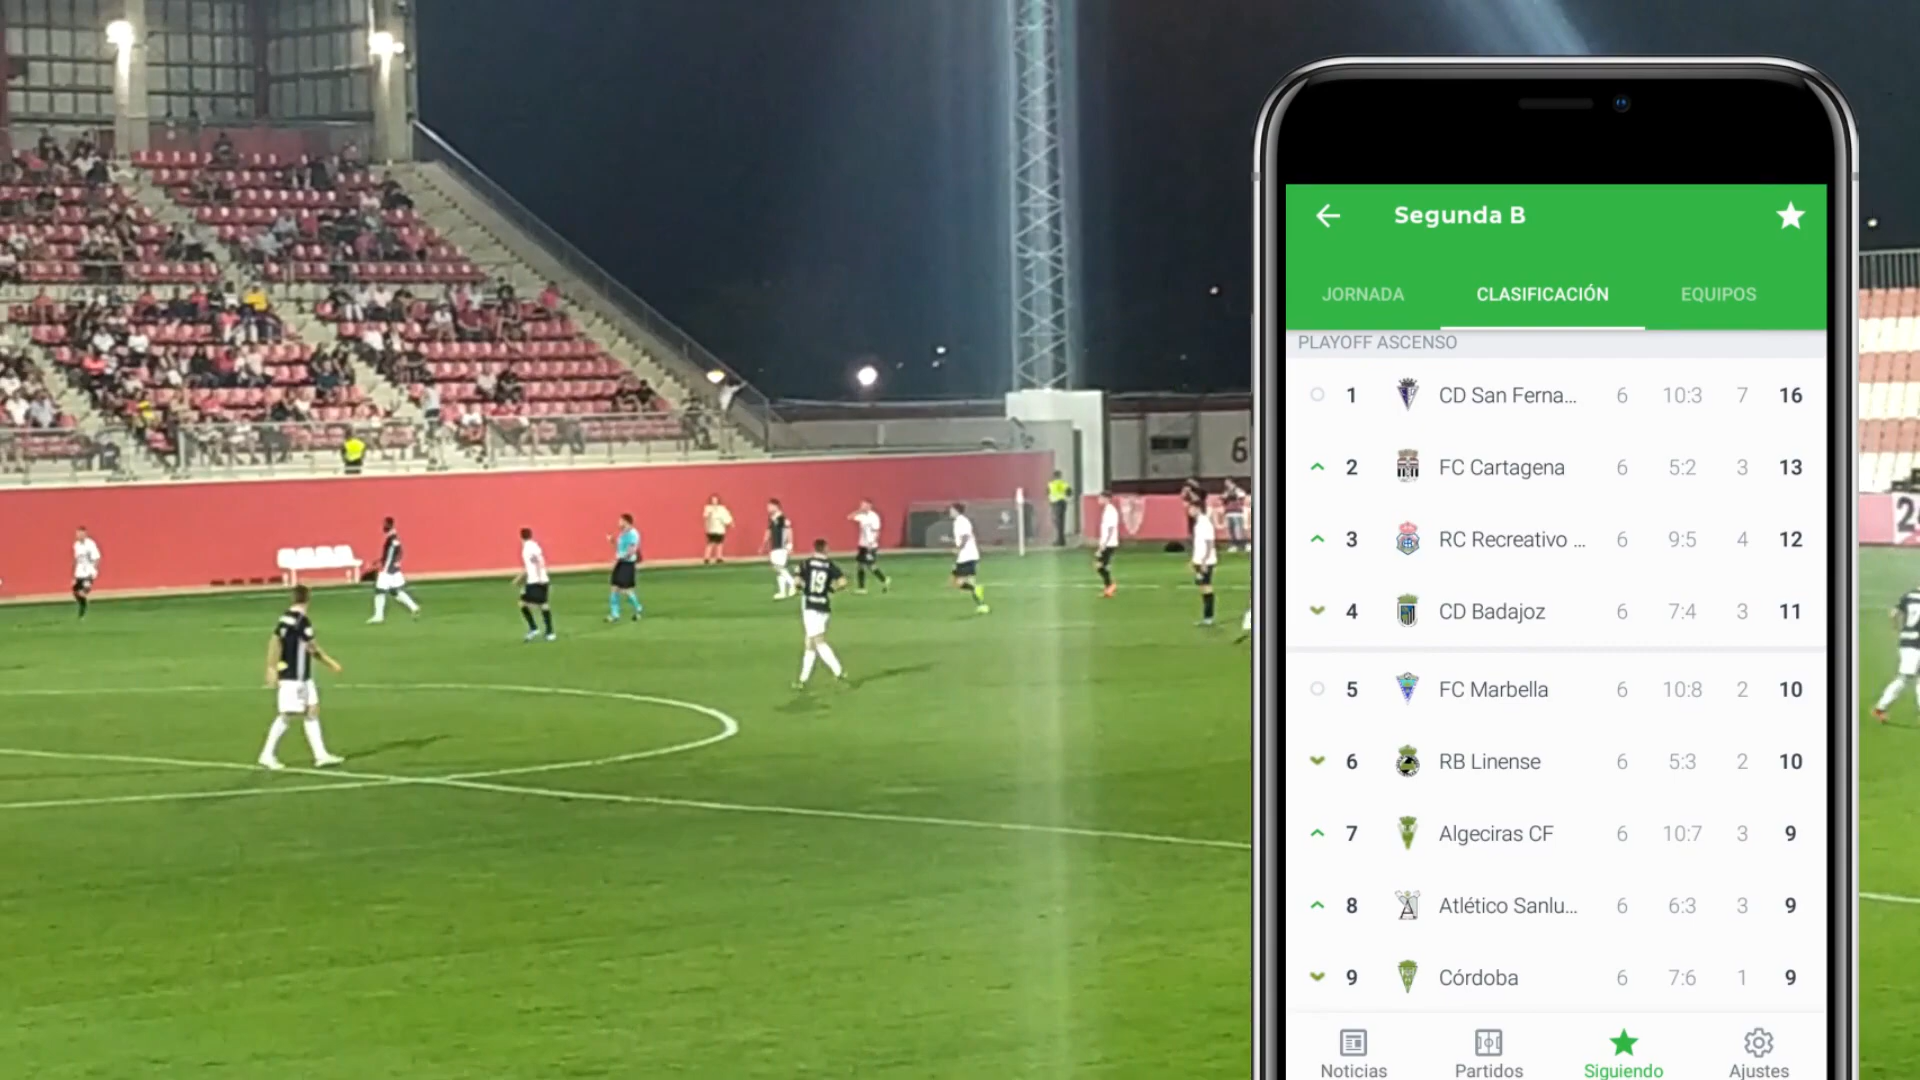 Segunda B
JORNADA CLASIFICACIÓN EQUIPOS
PLAYOFF ASCENSO
1 CD San Ferna... 6 10:3 7 16
2 FC Cartagena 6 5:2 3 13
3 RC Recreativo ... 6 9:5 4 12
4 CD Badajoz 6 7:4 3 11
5 FC Marbella 6 10:8 2 10
6 RB Linense 6 5:3 2 10
7 Algeciras CF 6 10:7 3 9
8 Atlético Sanlu... 6 6:3 3 9
9 Córdoba 6 7:6 1 9
Noticias Partidos Siguiendo Ajustes
19
6
2